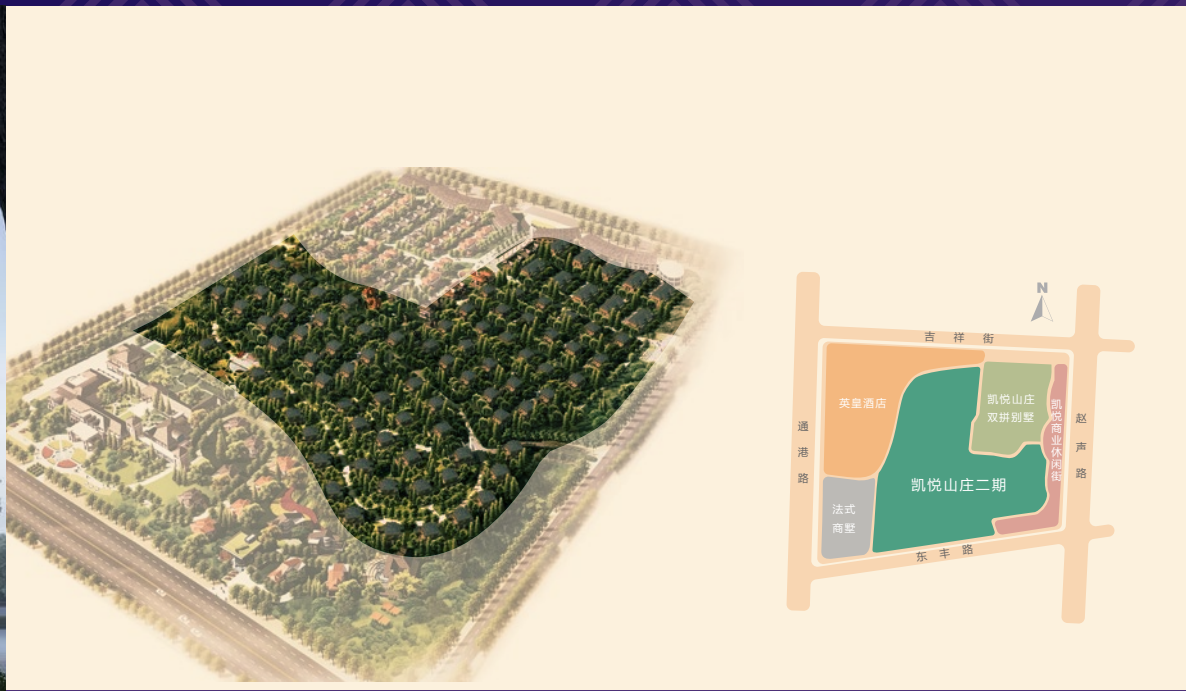 N
吉祥街
英皇酒店
凯悦山庄
双拼别墅
凯悦商业休闲街
通港路
赵声路
凯悦山庄二期
法式
商墅
东丰路